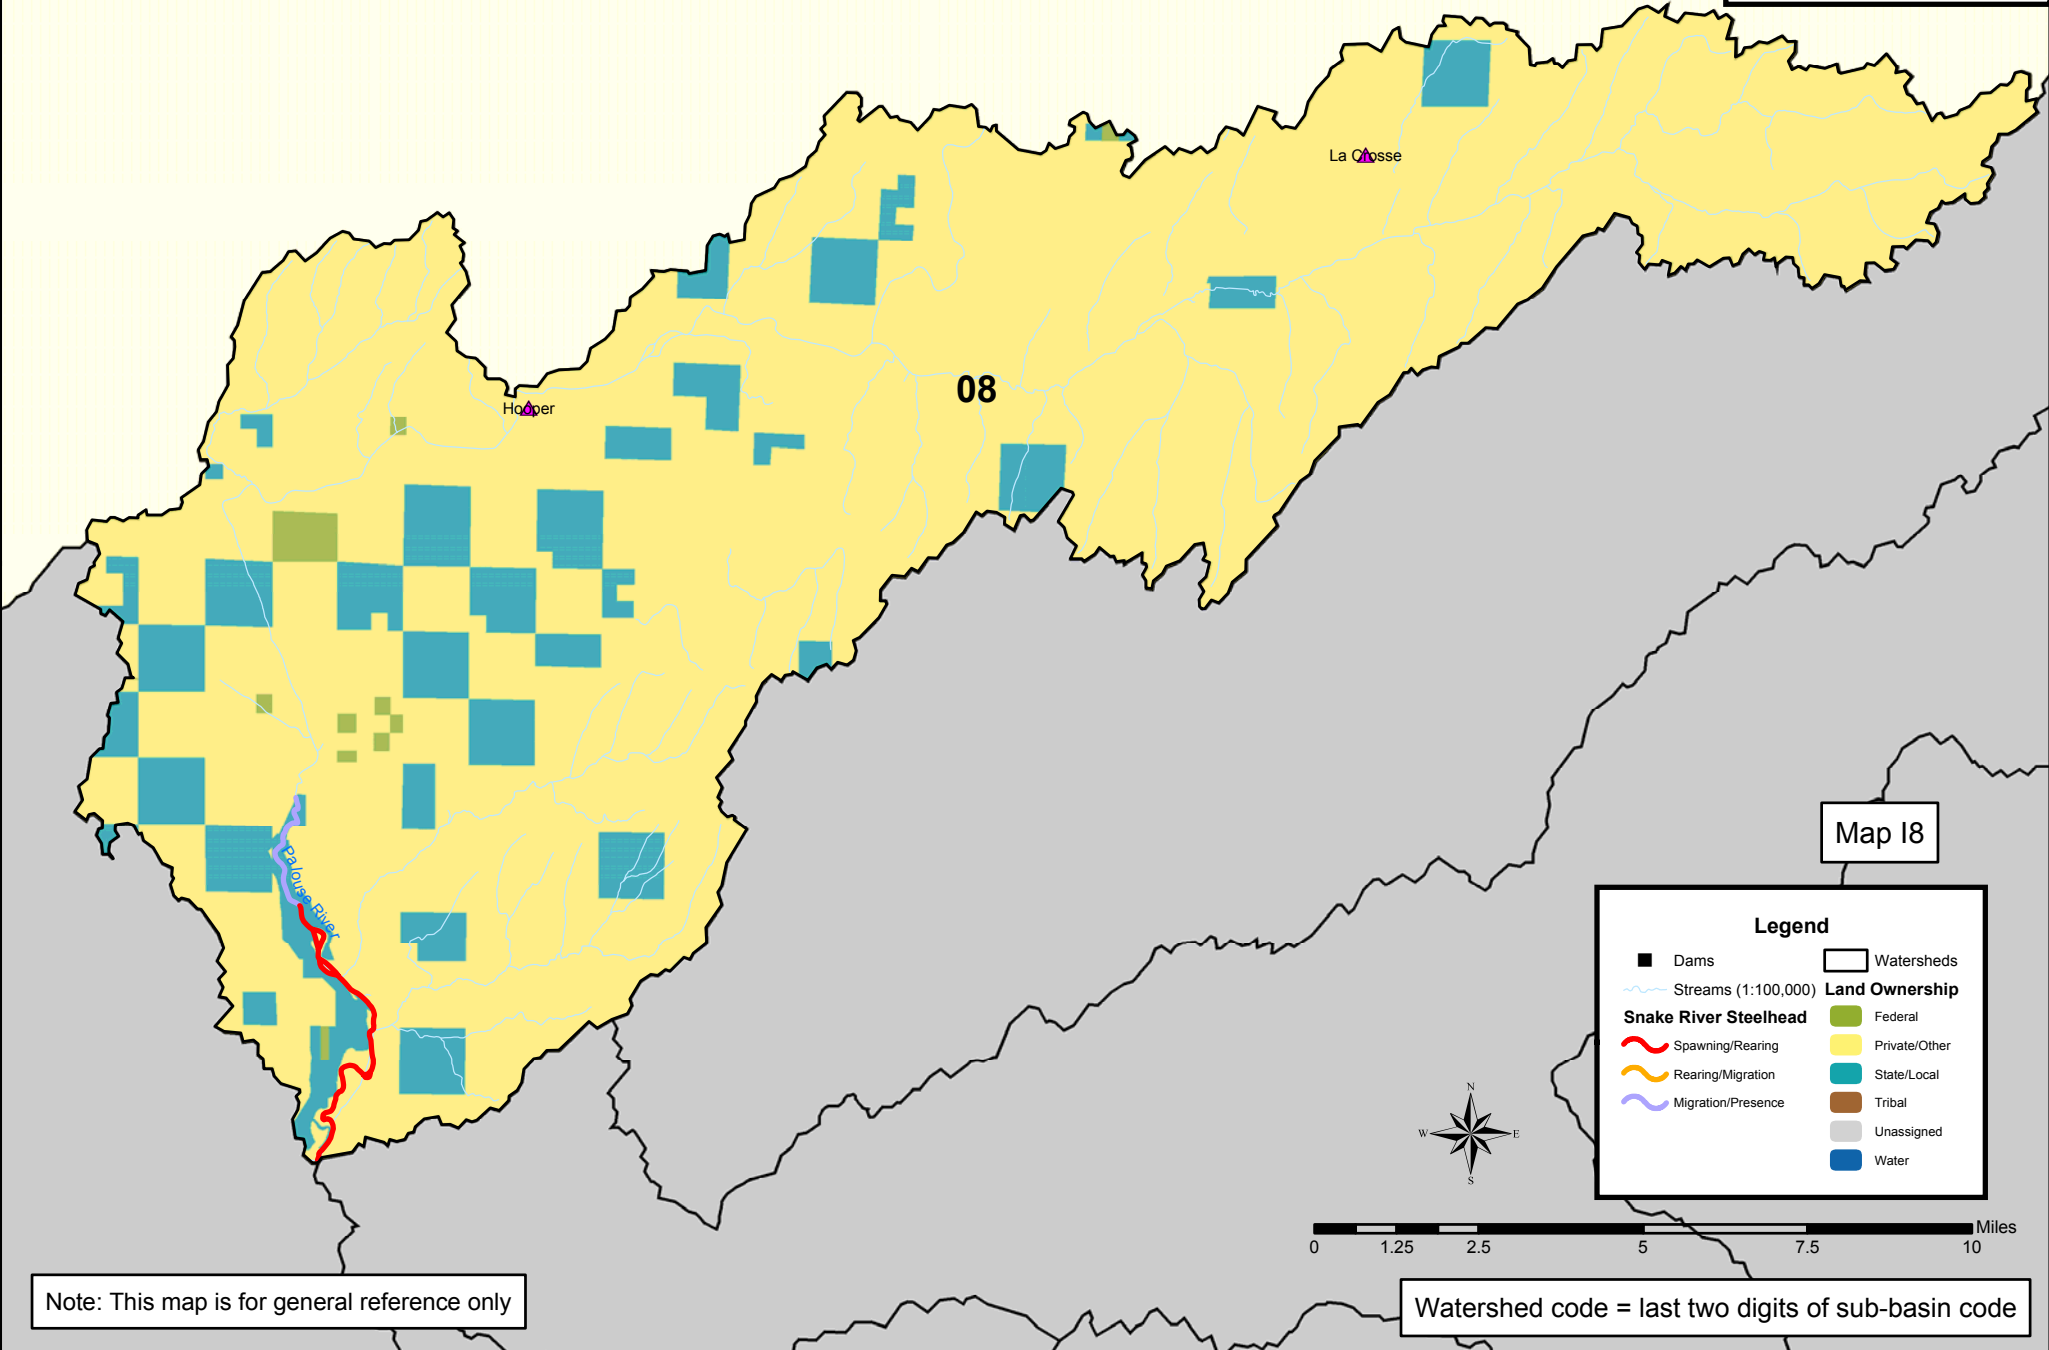 La Crosse
08
Hooper
Palouse River
Map I8
Legend
Dams
Watersheds
Streams (1:100,000)
Land Ownership
Snake River Steelhead
Federal
Spawning/Rearing
Private/Other
Rearing/Migration
State/Local
Migration/Presence
Tribal
Unassigned
Water
N
W
E
S
Miles
0 1.25 2.5 5 7.5 10
Note: This map is for general reference only
Watershed code = last two digits of sub-basin code